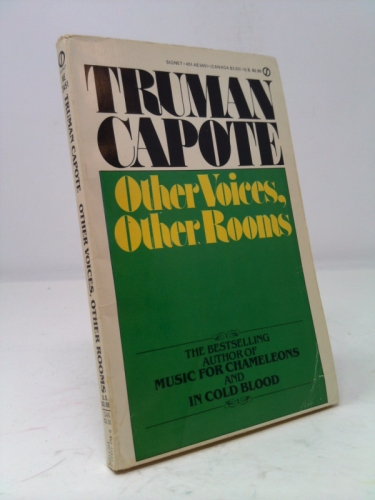 TRUMAN
CAPOTE
Other Voices,
Other Rooms
THE BESTSELLING
AUTHOR OF
MUSIC FOR CHAMELEONS
AND
IN COLD BLOOD
TRUMAN CAPOTE OTHER VOICES, OTHER ROOMS